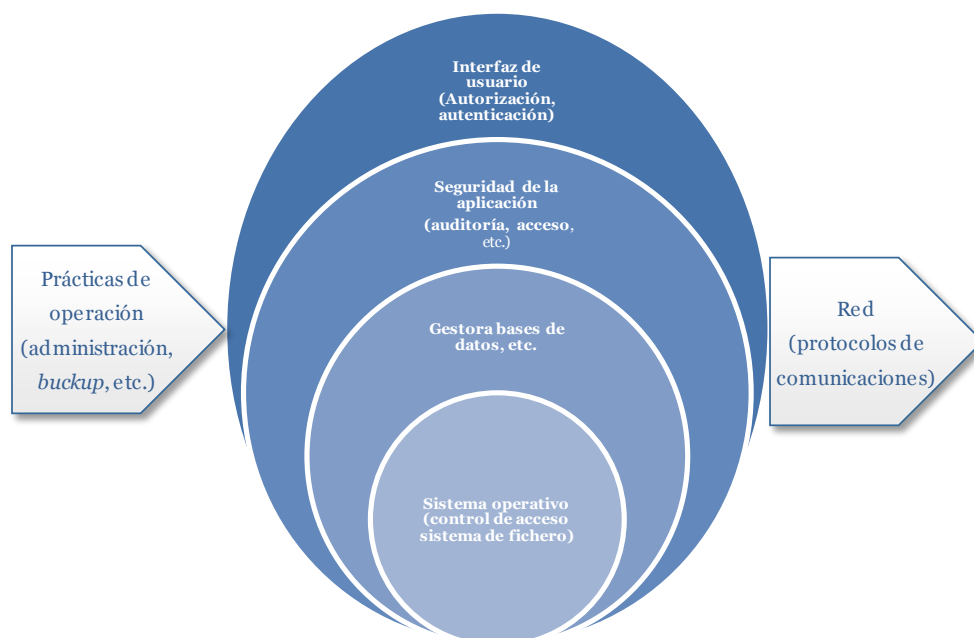 Interfaz de
usuario
(Autorización,
autenticación)
Seguridad de la
aplicación
(auditoría, acceso,
etc.)
Prácticas de
operación
(administración,
buckup, etc.)
Gestora bases de
datos, etc.
Red
(protocolos de
comunicaciones)
Sistema operativo
(control de acceso
sistema de fichero)